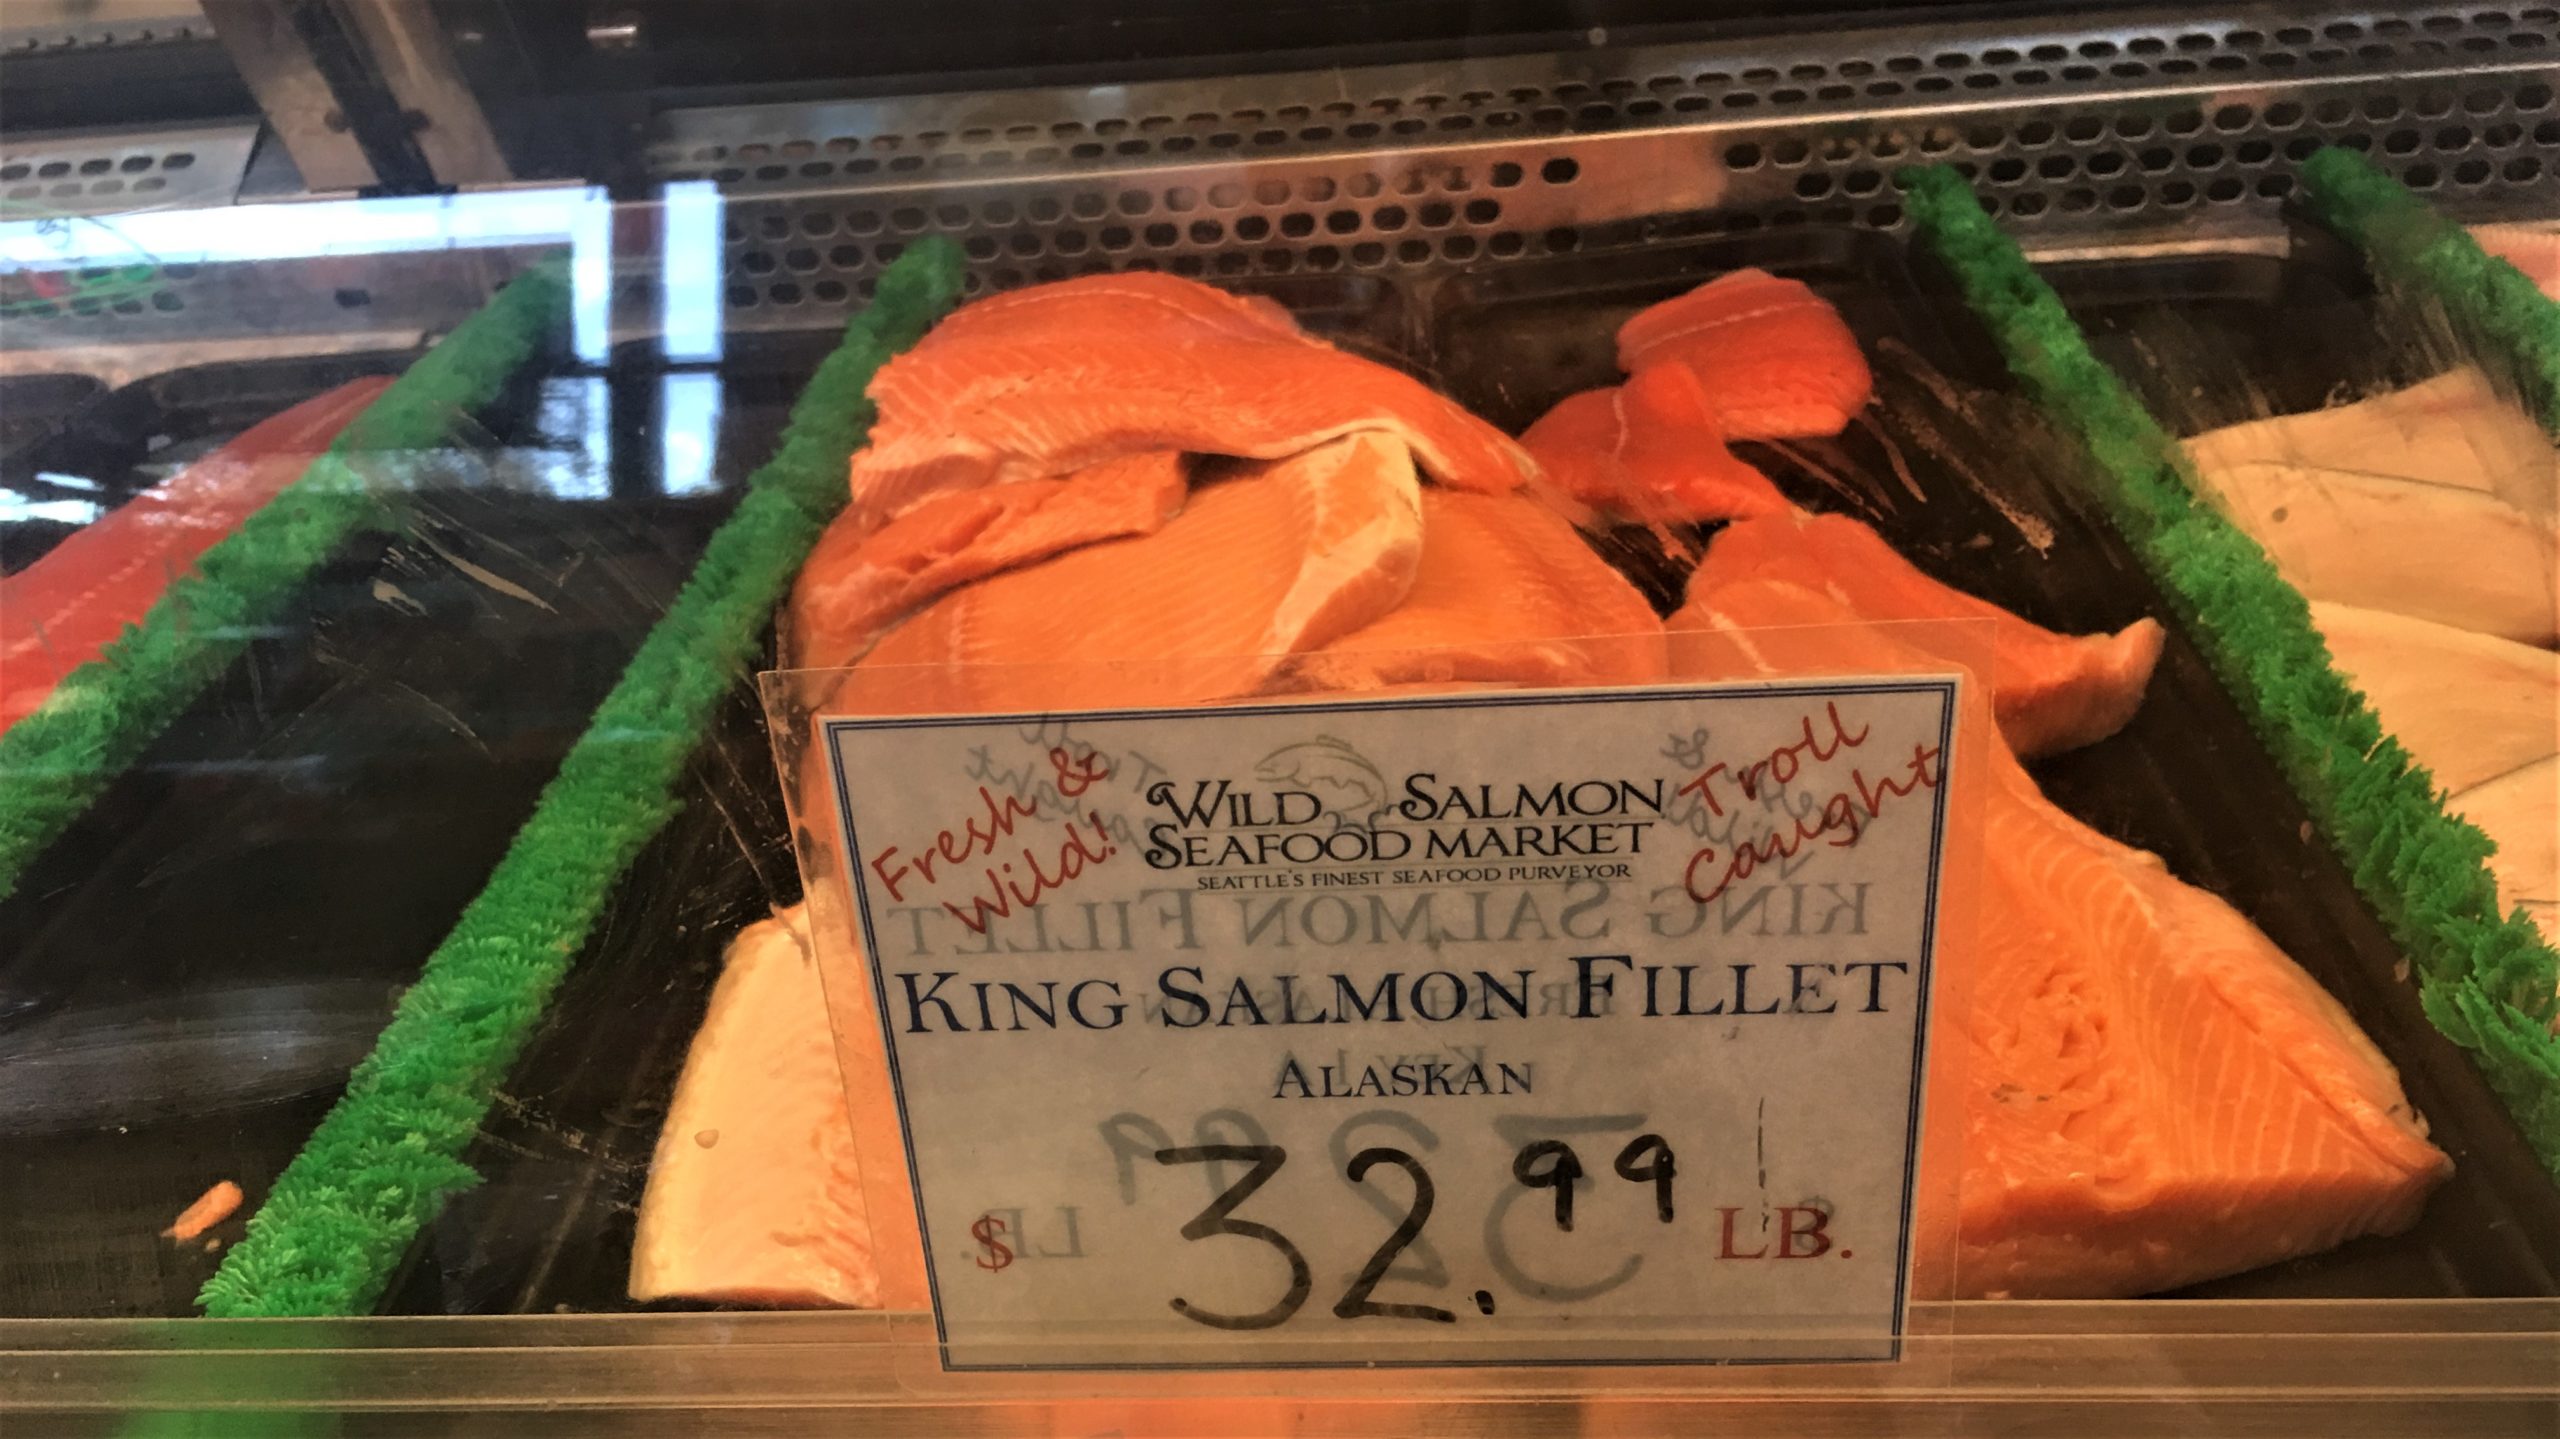 Fresh &
Wild!
WILD SALMON
SEAFOOD MARKET
SEATTLE'S FINEST SEAFOOD PURVEYOR
Troll
Caught
KING SALMON FILLET
ALASKAN
$ 32.99 LB.